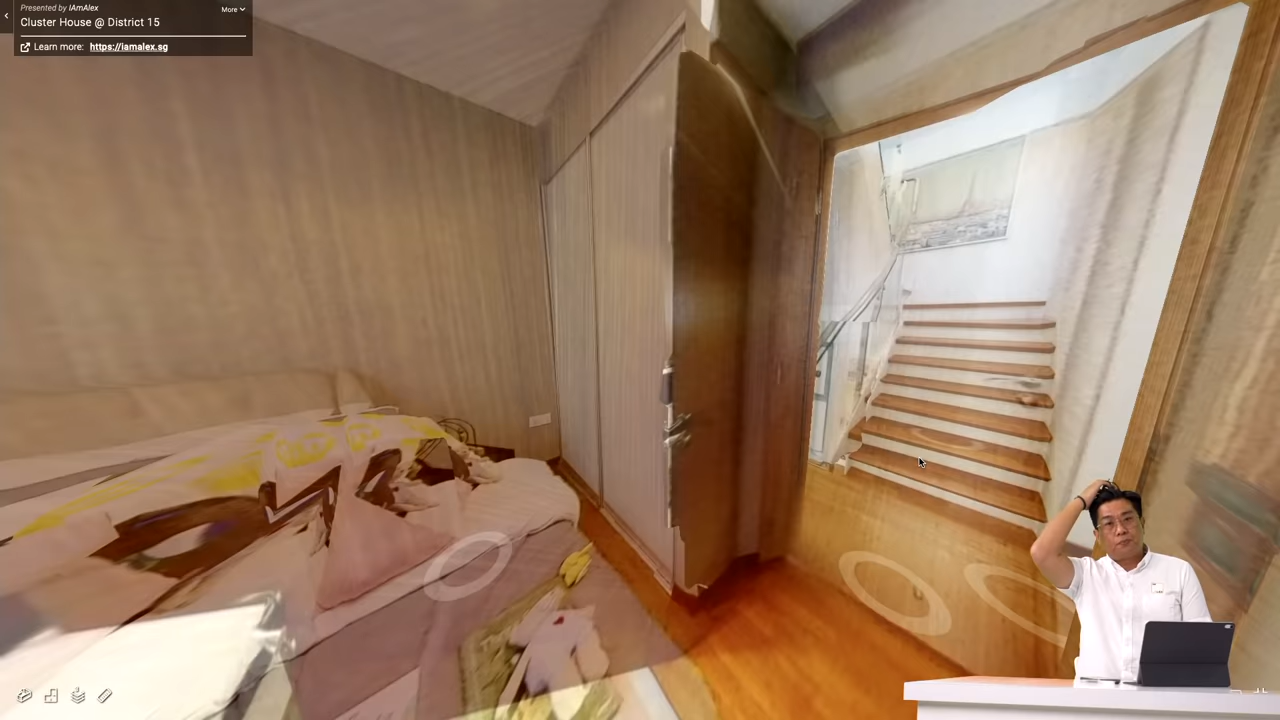 Presented by IAmAlex
More
Cluster House @ District 15
Learn more: https://iamalex.sg